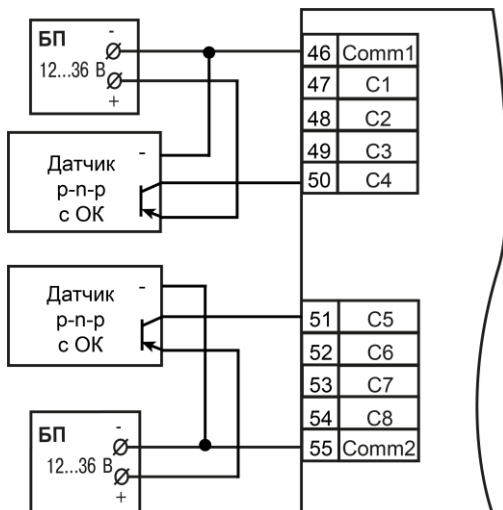 БП
-
12...36 В
+
Датчик
p-n-p
с ОК
-
46 Comm1
47 C1
48 C2
49 C3
50 C4
Датчик
p-n-p
с ОК
-
51 C5
52 C6
53 C7
54 C8
55 Comm2
БП
-
12...36 В
+